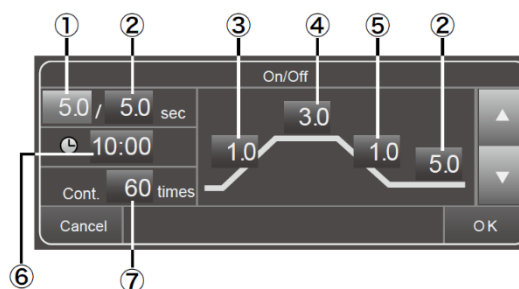 ① ② ③ ④ ⑤ ②
On/Off
5.0 / 5.0 sec
3.0
10:00
1.0 1.0 5.0
Cont. 60 times
Cancel OK
⑥ ⑦